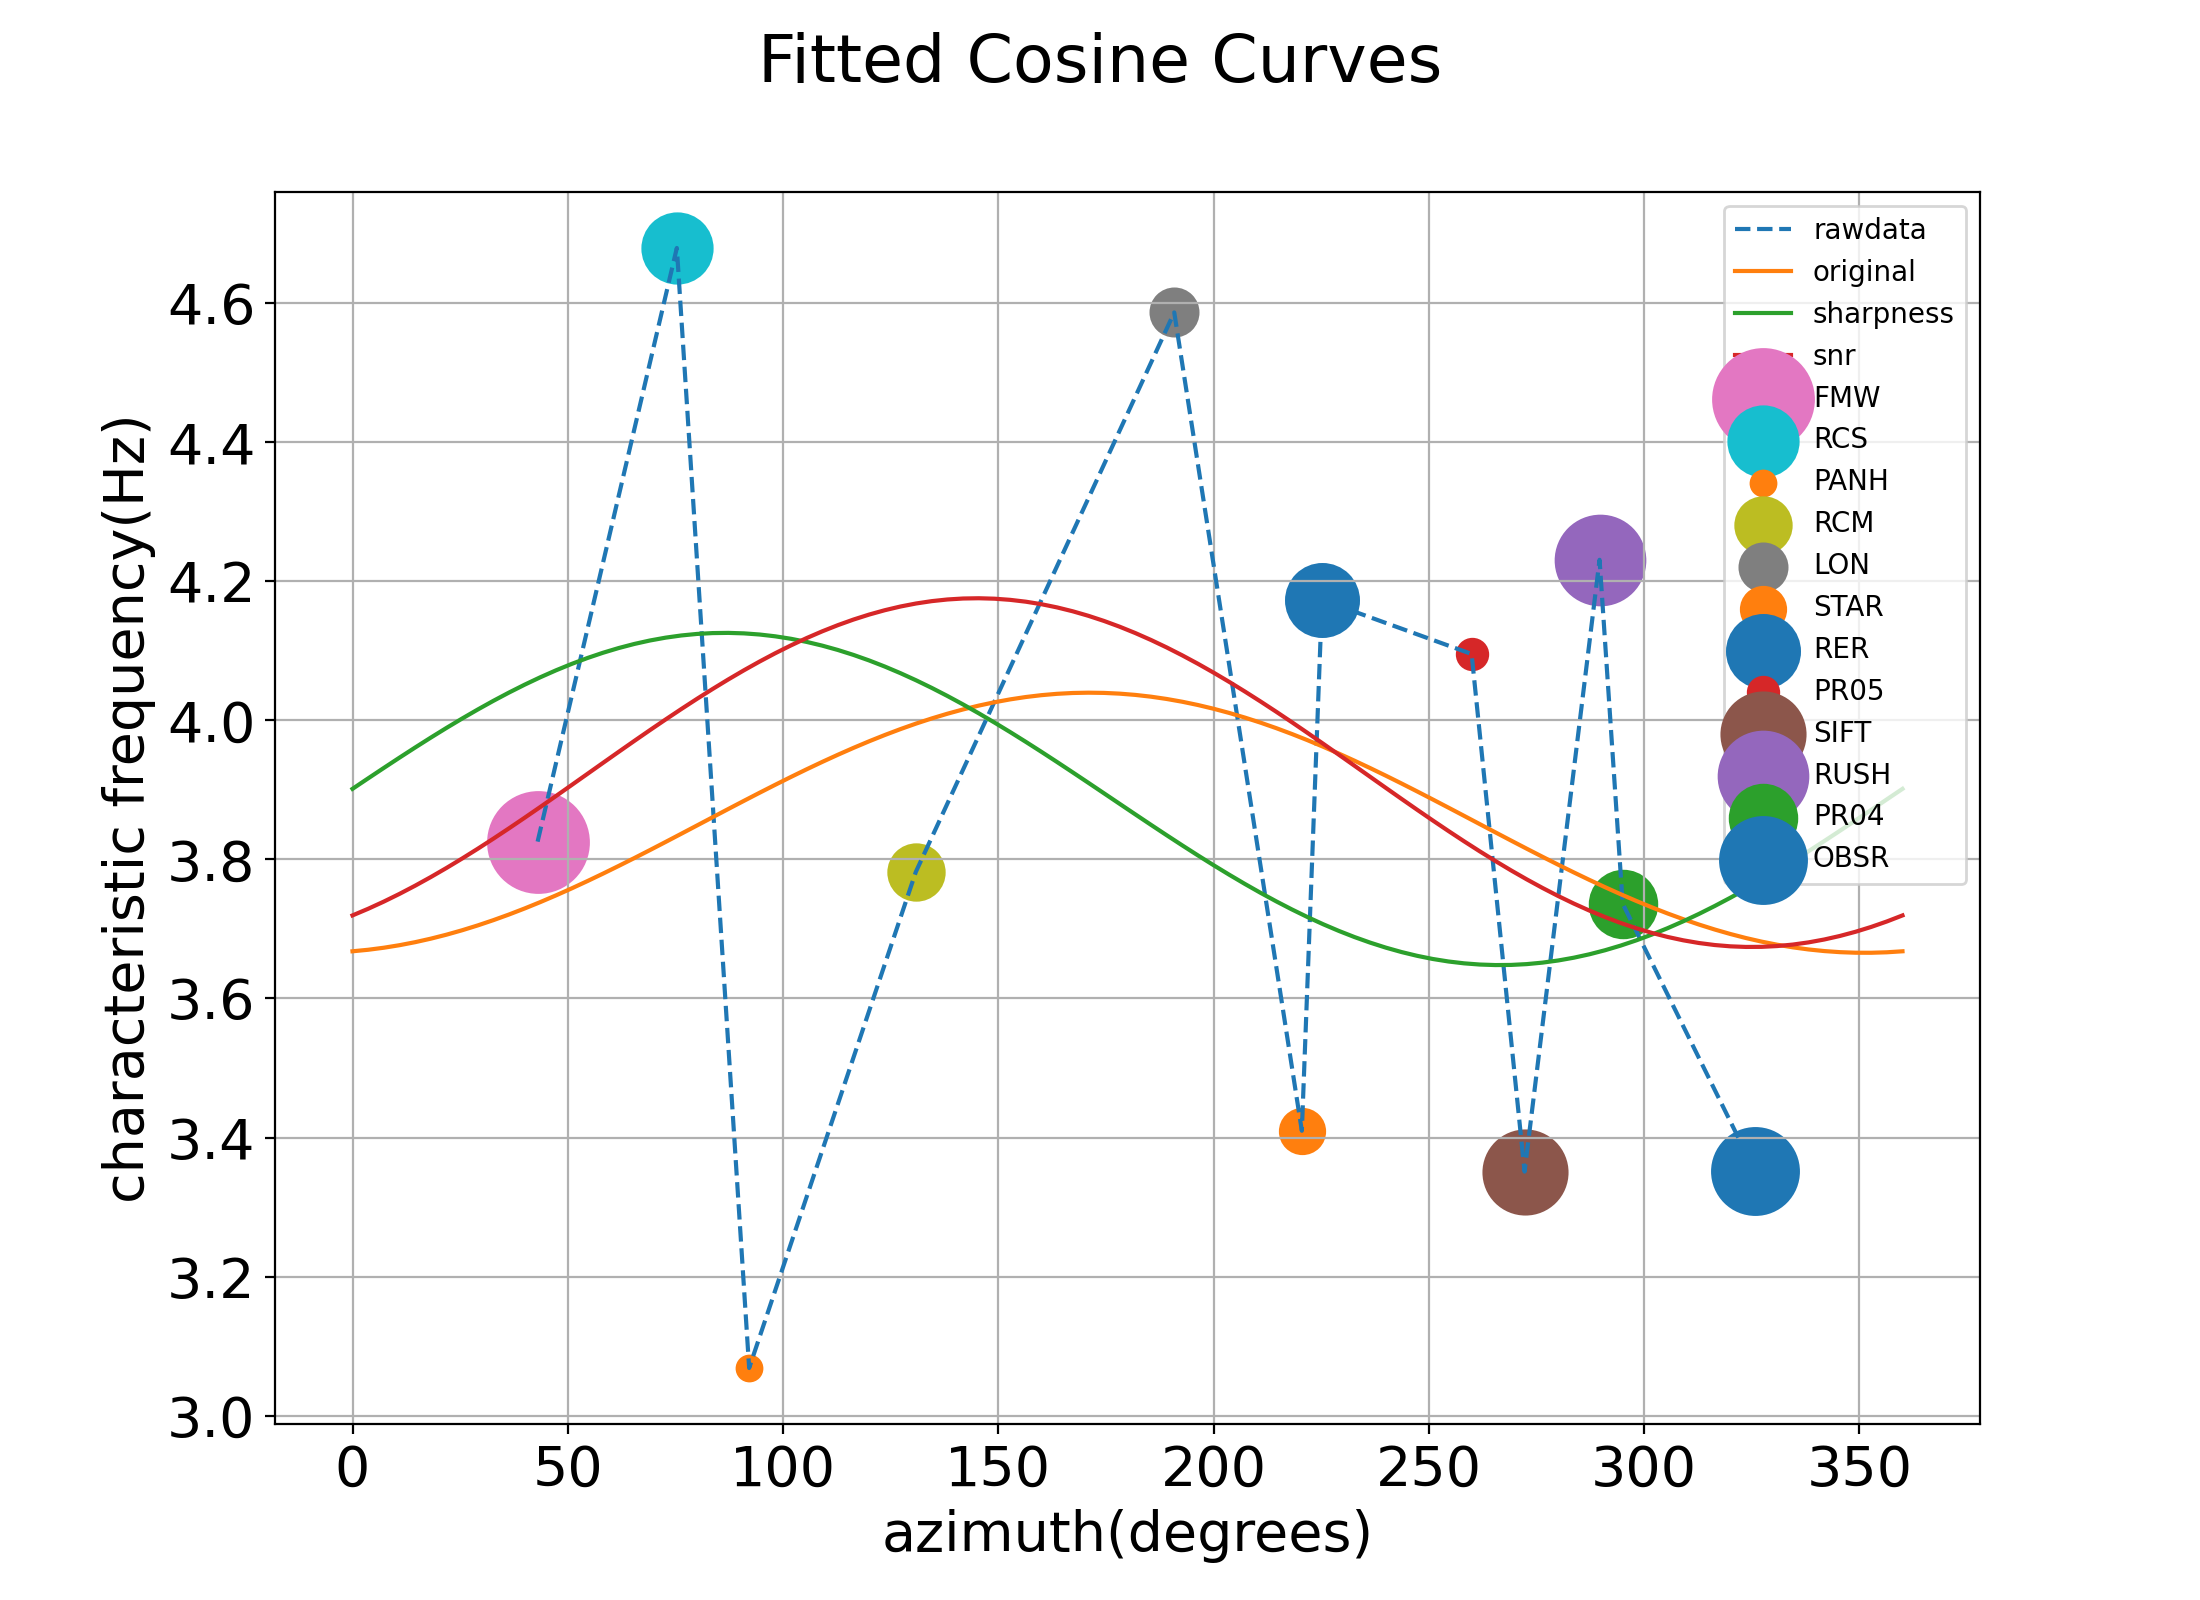 Fitted Cosine Curves
characteristic frequency(Hz)
4.6
4.4
4.2
4.0
3.8
3.6
3.4
3.2
3.0
rawdata
original
sharpness
snr
FMW
RCS
PANH
RCM
LON
STAR
RER
PR05
SIFT
RUSH
PR04
OBSR
0 50 100 150 200 250 300 350
azimuth(degrees)